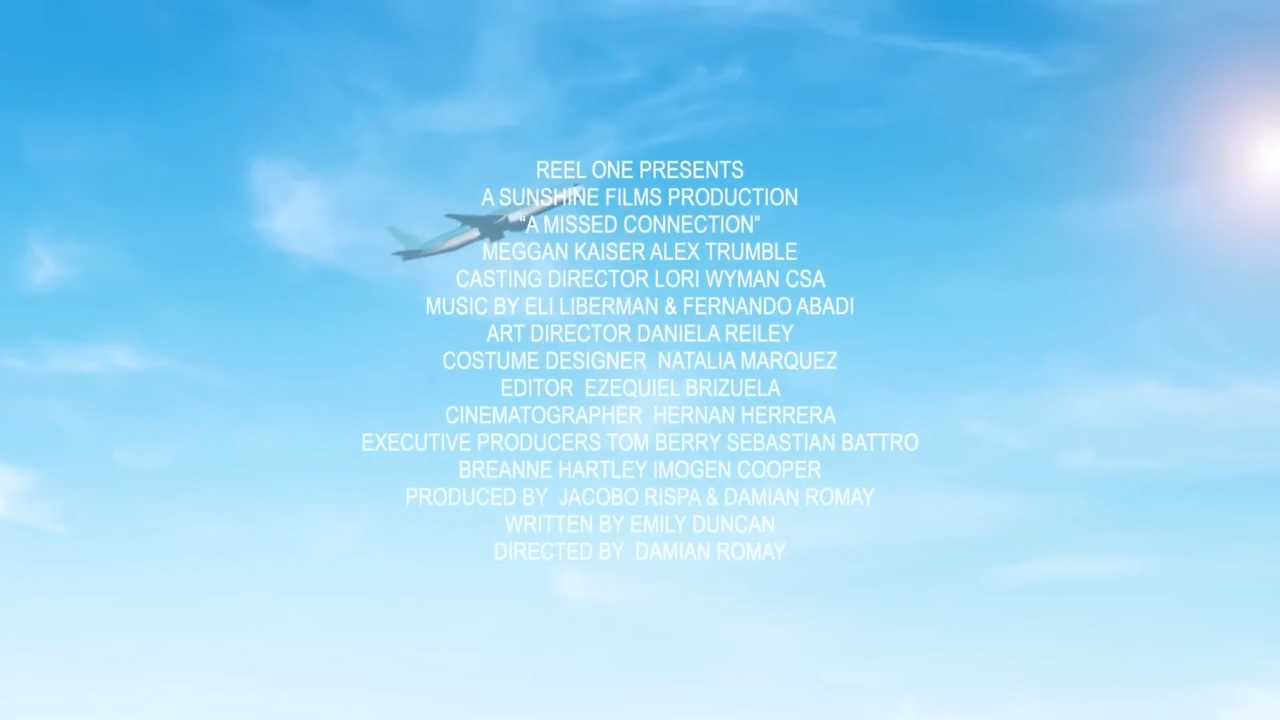 REEL ONE PRESENTS
A SUNSHINE FILMS PRODUCTION
“A MISSED CONNECTION”
MEGGAN KAISER ALEX TRUMBLE
CASTING DIRECTOR LORI WYMAN CSA
MUSIC BY ELI LIBERMAN & FERNANDO ABADI
ART DIRECTOR DANIELA REILEY
COSTUME DESIGNER  NATALIA MARQUEZ
EDITOR  EZEQUIEL BRIZUELA
CINEMATOGRAPHER  HERNAN HERRERA
EXECUTIVE PRODUCERS TOM BERRY SEBASTIAN BATTRO
BREANNE HARTLEY IMOGEN COOPER
PRODUCED BY  JACOBO RISPA & DAMIAN ROMAY
WRITTEN BY EMILY DUNCAN
DIRECTED BY  DAMIAN ROMAY